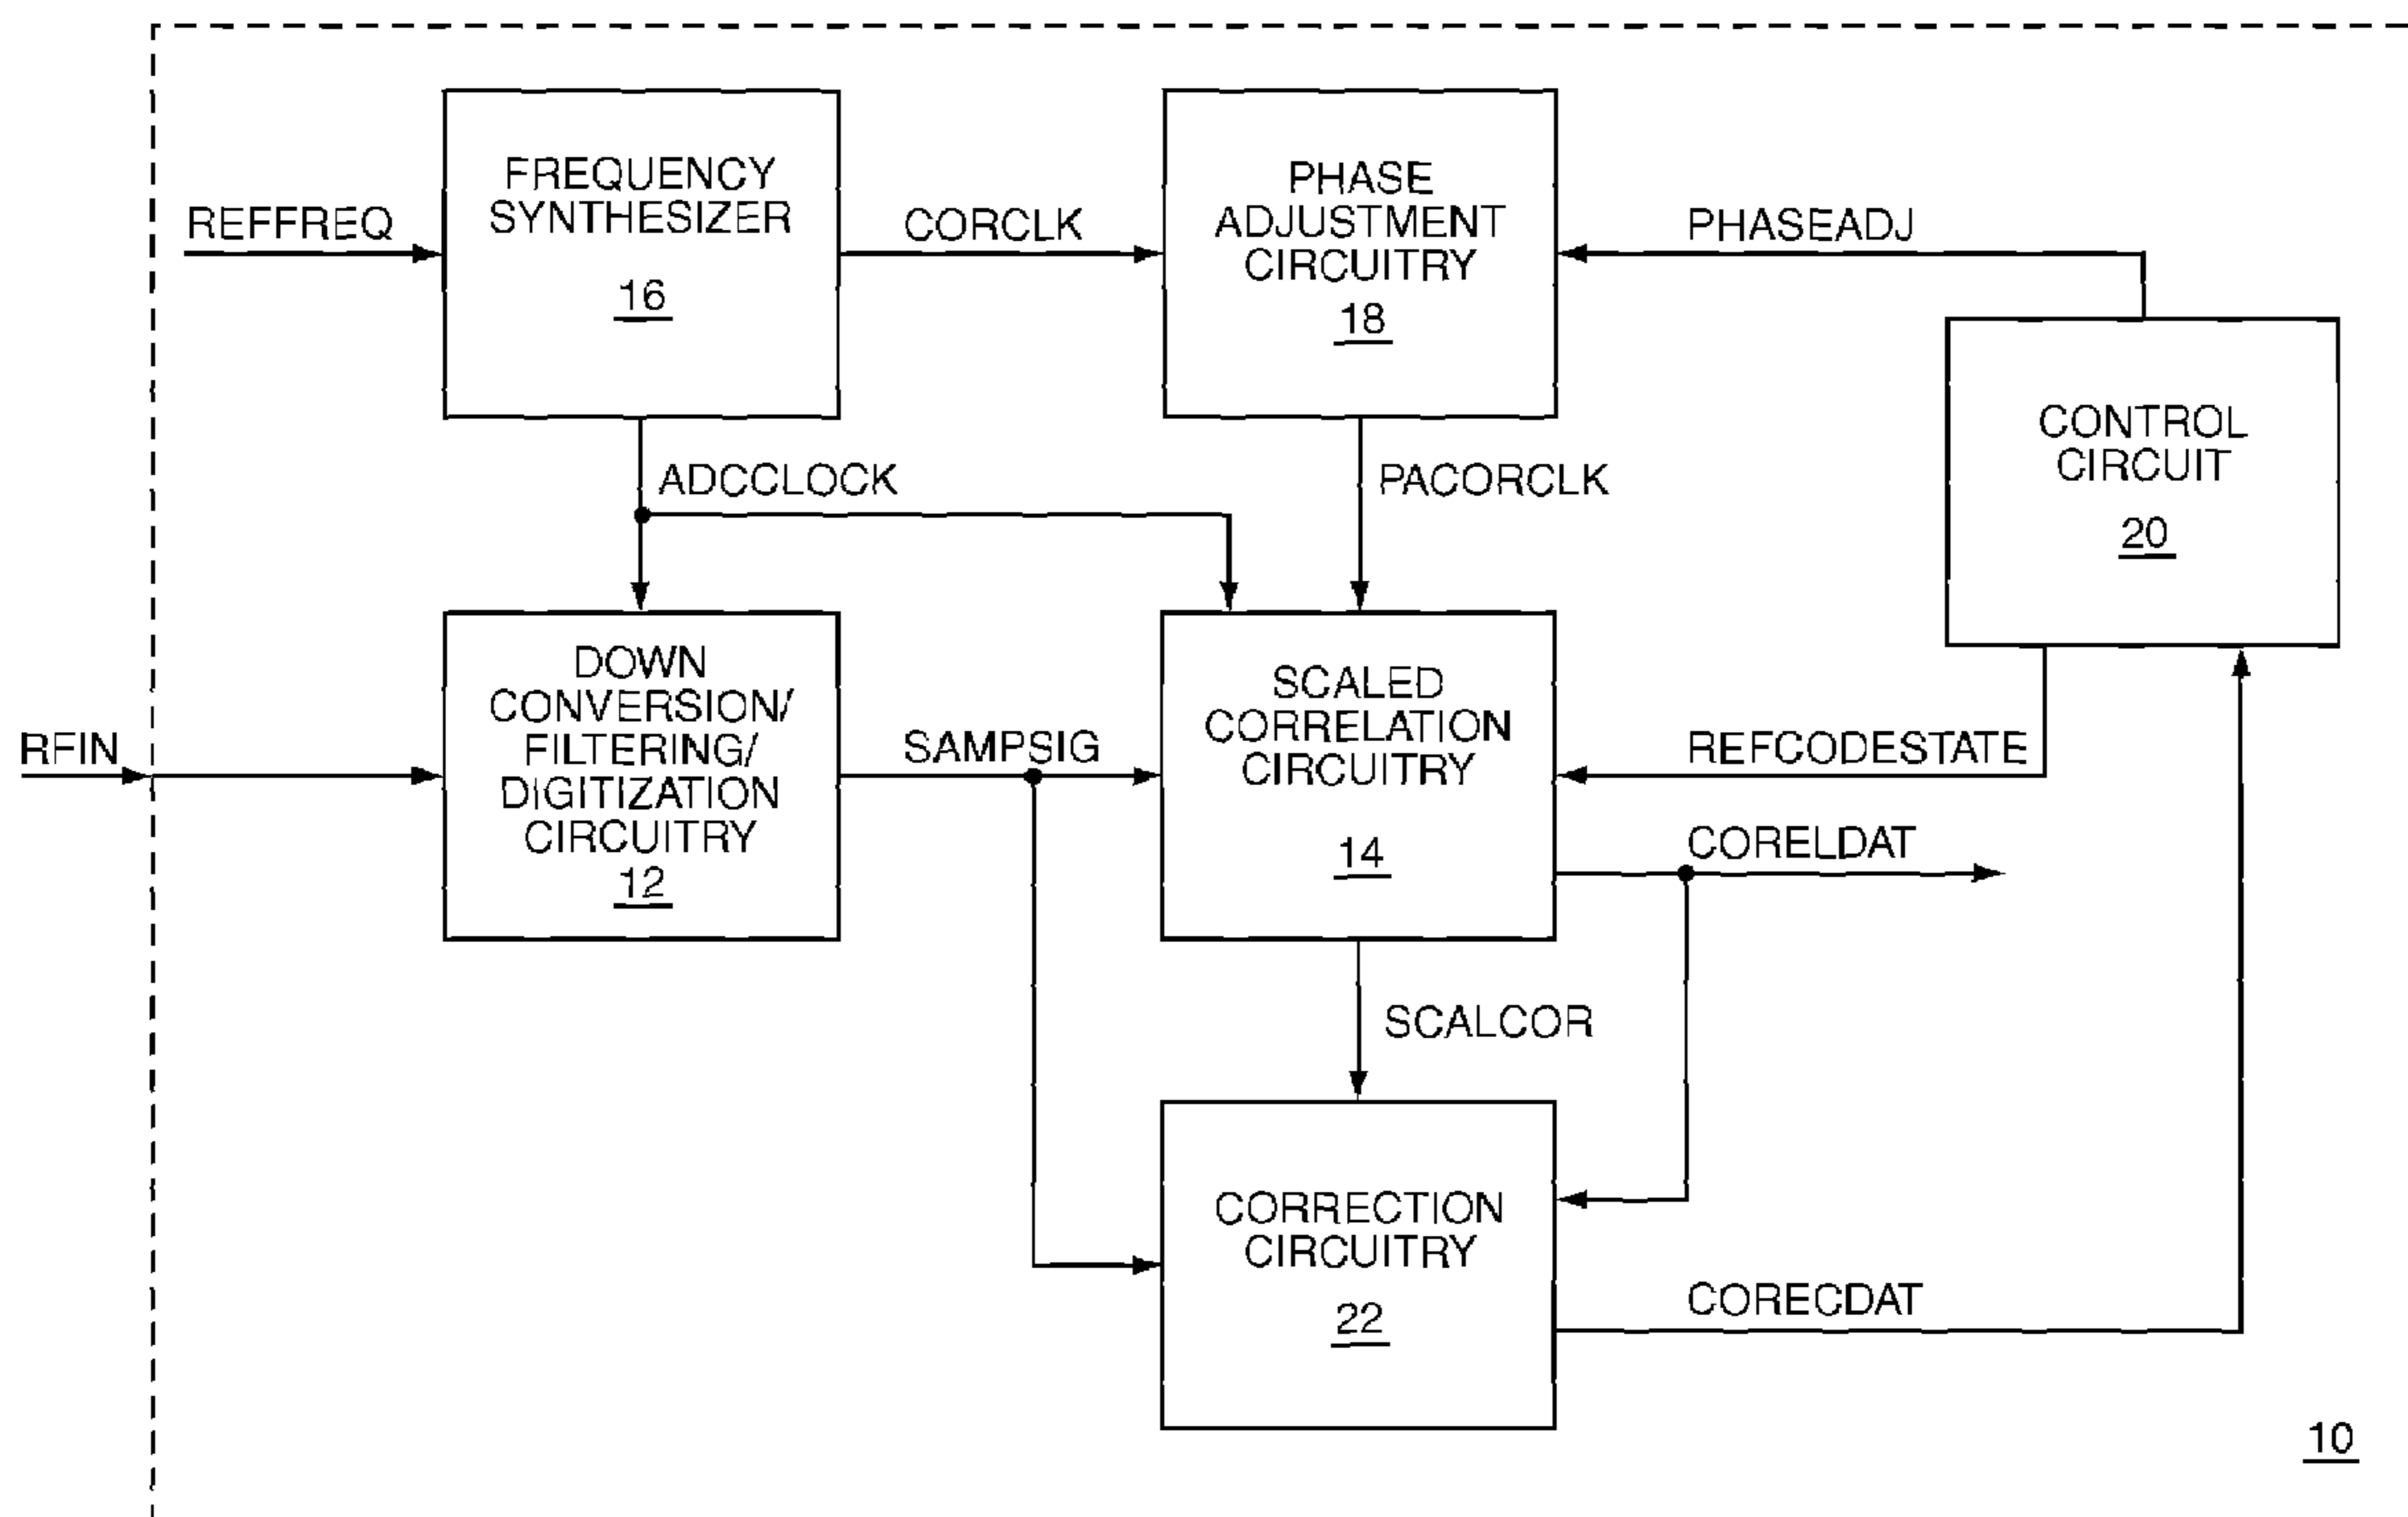 FREQUENCY
SYNTHESIZER
16
REFFREQ
CORCLK
PHASE
ADJUSTMENT
CIRCUITRY
18
PHASEADJ
CONTROL
CIRCUIT
20
ADCCLOCK
PACORCLK
RFIN
DOWN
CONVERSION/
FILTERING/
DIGITIZATION
CIRCUITRY
12
SAMPSIG
SCALED
CORRELATION
CIRCUITRY
14
REFCODESTATE
CORELDAT
SCALCOR
CORRECTION
CIRCUITRY
22
CORECDAT
10